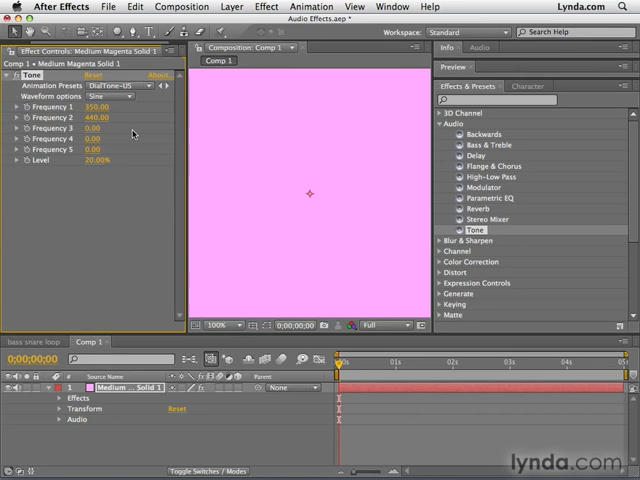 After Effects File Edit Composition Layer Effect Animation View Window Help Lynda.com
Audio Effects.aep *
Workspace: Standard
Effect Controls: Medium Magenta Solid 1
Comp 1 • Medium Magenta Solid 1
fx Tone Reset About...
Animation Presets DialTone-US
Waveform options Sine
Frequency 1 350.00
Frequency 2 440.00
Frequency 3 0.00
Frequency 4 0.00
Frequency 5 0.00
Level 20.00%
Composition: Comp 1
Comp 1
100% 0;00;00;00 Full
Info Audio
Preview
Effects & Presets Character
3D Channel
Audio
Backwards
Bass & Treble
Delay
Flange & Chorus
High-Low Pass
Modulator
Parametric EQ
Reverb
Stereo Mixer
Tone
Blur & Sharpen
Channel
Color Correction
Distort
Expression Controls
Generate
Keying
Matte
bass snare loop Comp 1
0;00;00;00
01s 02s 03s 04s 05s
# Source Name Parent
1 Medium ... Solid 1 None
Effects
Transform Reset
Audio
Toggle Switches / Modes
lynda.com